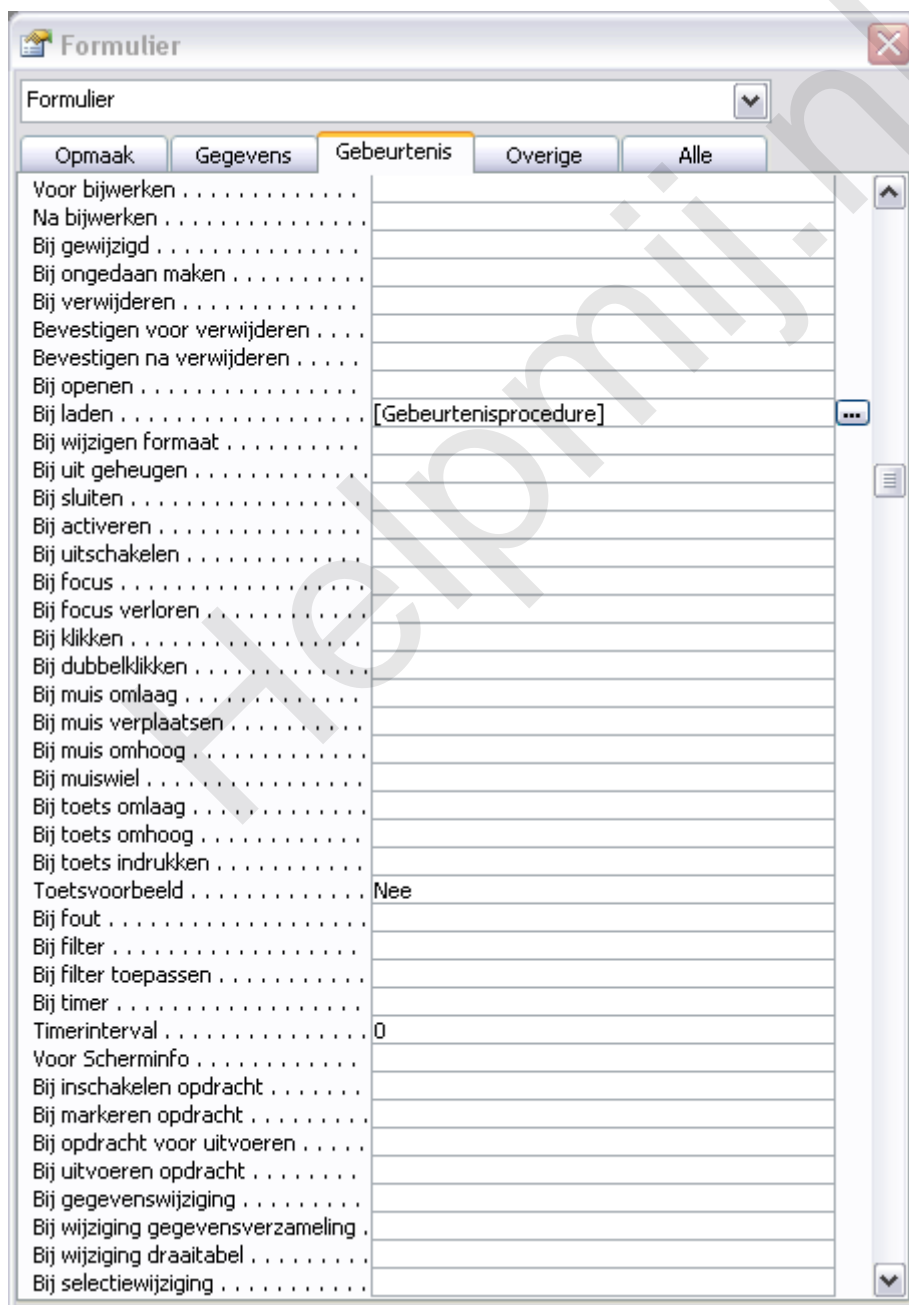 Formulier
Formulier
Opmaak Gegevens Gebeurtenis Overige Alle
Voor bijwerken . . . . . . . . . . . . . .
Na bijwerken . . . . . . . . . . . . . . . .
Bij gewijzigd . . . . . . . . . . . . . . .
Bij ongedaan maken . . . . . . . . . .
Bij verwijderen . . . . . . . . . . . . .
Bevestigen voor verwijderen . . . .
Bevestigen na verwijderen . . . . .
Bij openen . . . . . . . . . . . . . . . . .
Bij laden . . . . . . . . . . . . . . . . . . . [Gebeurtenisprocedure] ...
Bij wijzigen formaat . . . . . . . . . .
Bij uit geheugen . . . . . . . . . . . . .
Bij sluiten . . . . . . . . . . . . . . . . . .
Bij activeren . . . . . . . . . . . . . . . .
Bij uitschakelen . . . . . . . . . . . . .
Bij focus . . . . . . . . . . . . . . . . . . .
Bij focus verloren . . . . . . . . . . . .
Bij klikken . . . . . . . . . . . . . . . . . .
Bij dubbelklikken . . . . . . . . . . . . .
Bij muis omlaag . . . . . . . . . . . . .
Bij muis verplaatsen . . . . . . . . . .
Bij muis omhoog . . . . . . . . . . . . .
Bij muiswiel . . . . . . . . . . . . . . . .
Bij toets omlaag . . . . . . . . . . . . .
Bij toets omhoog . . . . . . . . . . . .
Bij toets indrukken . . . . . . . . . . .
Toetsvoorbeeld . . . . . . . . . . . . . . Nee
Bij fout . . . . . . . . . . . . . . . . . . . .
Bij filter . . . . . . . . . . . . . . . . . . .
Bij filter toepassen . . . . . . . . . . .
Bij timer . . . . . . . . . . . . . . . . . . .
Timerinterval . . . . . . . . . . . . . . . 0
Voor Scherminfo . . . . . . . . . . . . .
Bij inschakelen opdracht . . . . . . .
Bij markeren opdracht . . . . . . . . .
Bij opdracht voor uitvoeren . . . . .
Bij uitvoeren opdracht . . . . . . . .
Bij gegevenswijziging . . . . . . . . .
Bij wijziging gegevensverzameling .
Bij wijziging draaitabel . . . . . . . . .
Bij selectiewijziging . . . . . . . . . . .
Helpmij.n